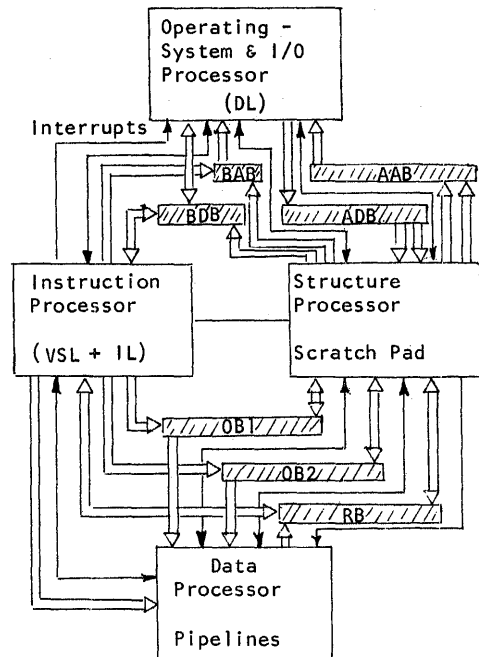 Operating -
System & I/O
Processor
(DL)
Interrupts
BAB
AAB
BDB
ADB
Instruction
Processor
(VSL + IL)
Structure
Processor
Scratch Pad
OB1
OB2
RB
Data
Processor
Pipelines